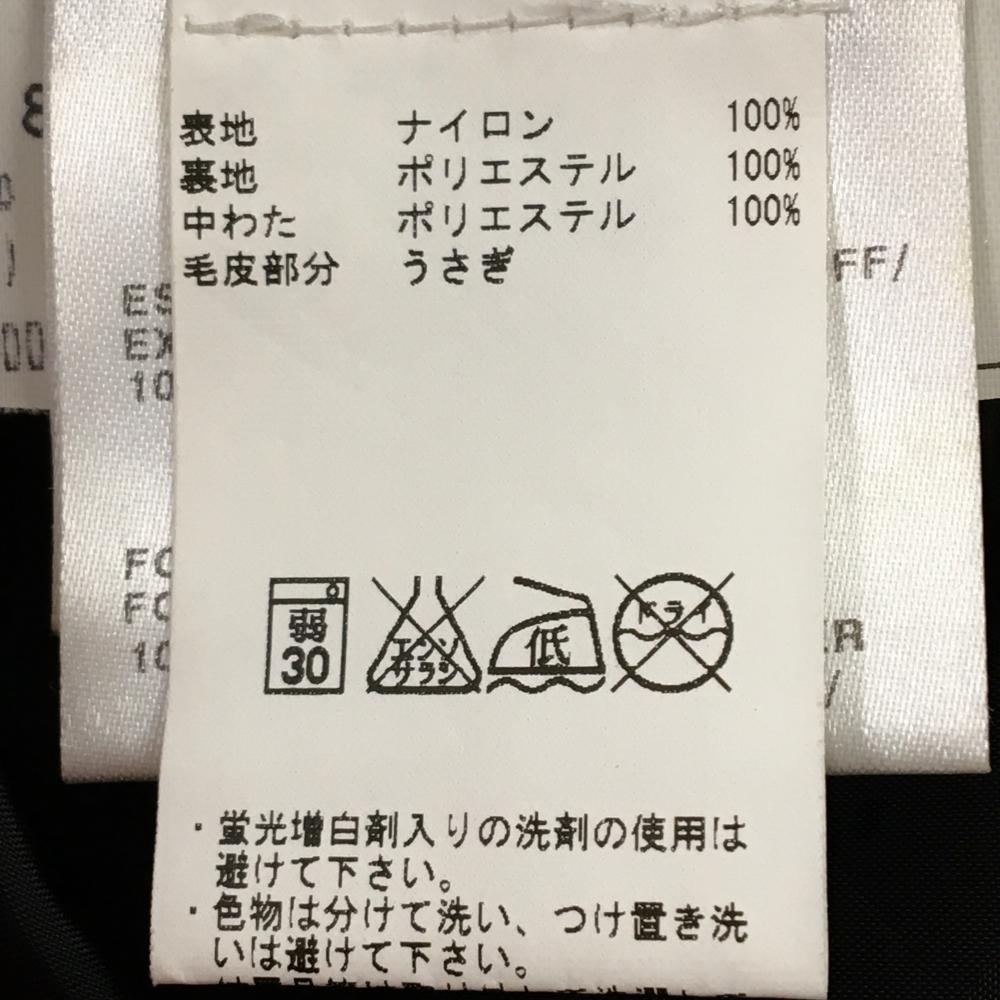 表地 ナイロン 100%
裏地 ポリエステル 100%
中わた ポリエステル 100%
毛皮部分 うさぎ
FF/
弱
30
エンソ
サラシ
低
ドライ
・蛍光増白剤入りの洗剤の使用は
避けて下さい。
・色物は分けて洗い、つけ置き洗
いは避けて下さい。